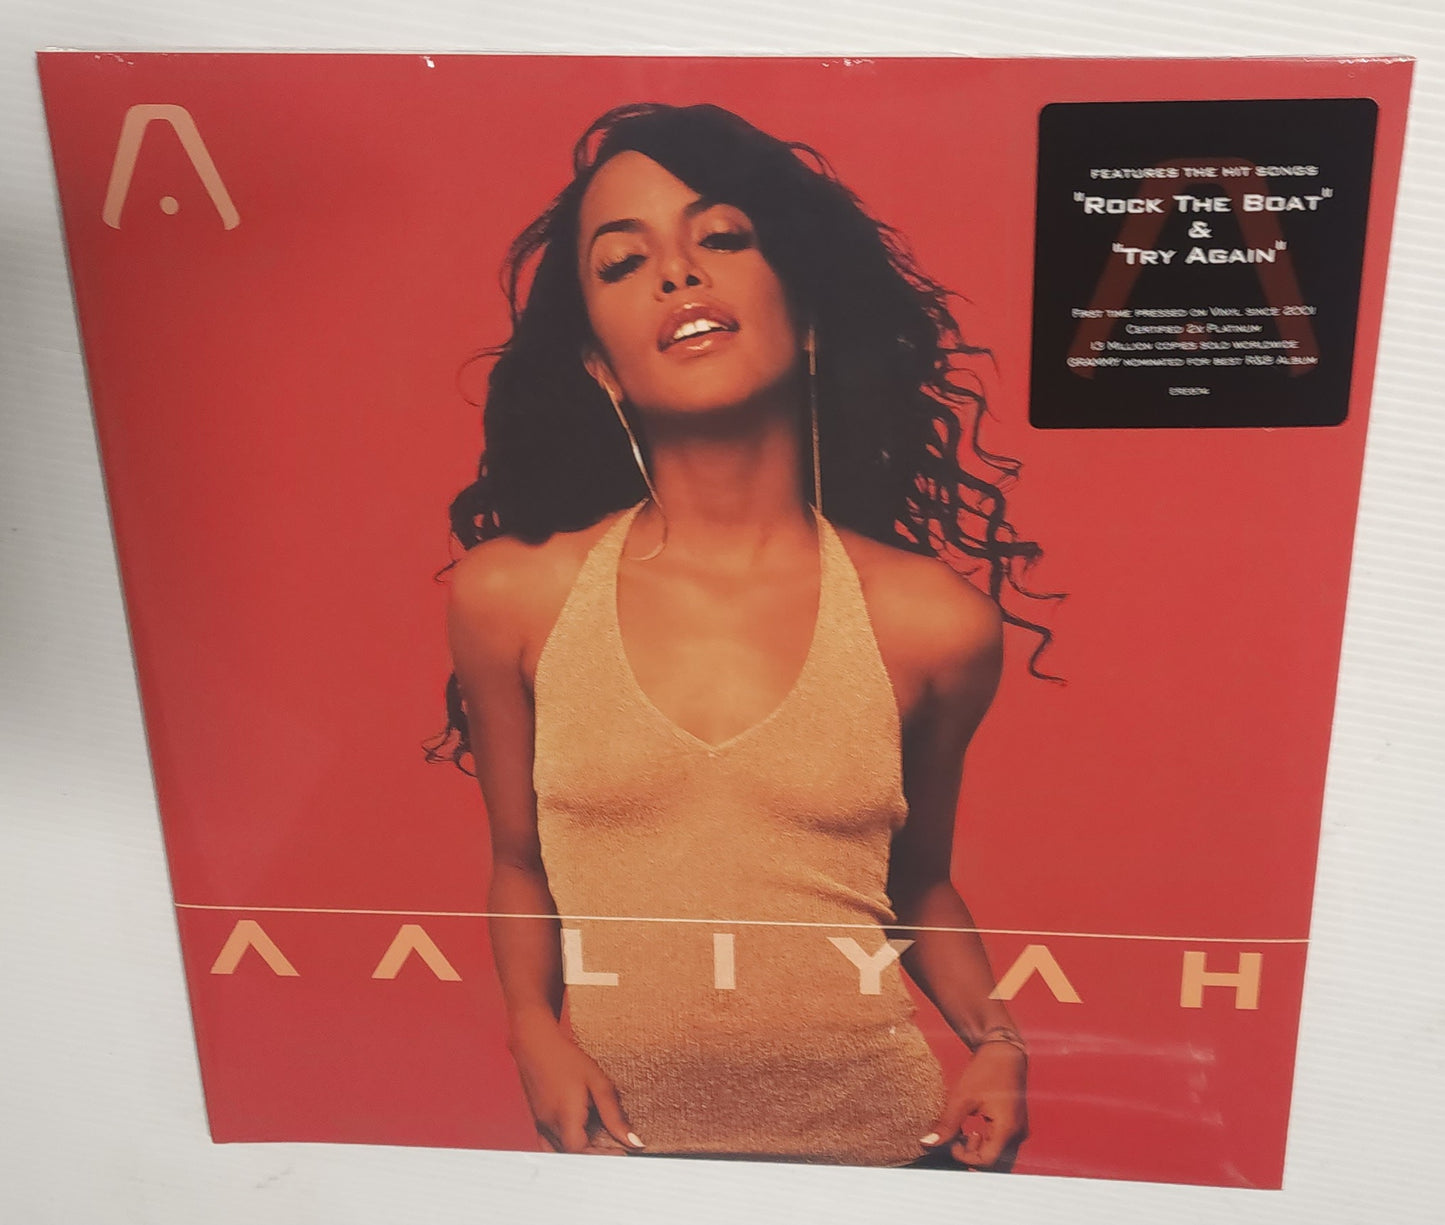 A
FEATURES THE HIT SONGS
"ROCK THE BOAT"
&
"TRY AGAIN"
FIRST TIME PRESSED ON VINYL SINCE 2001
CERTIFIED 2X PLATINUM
13 MILLION COPIES SOLD WORLDWIDE
GRAMMY NOMINATED FOR BEST R&B ALBUM
AALIYAH